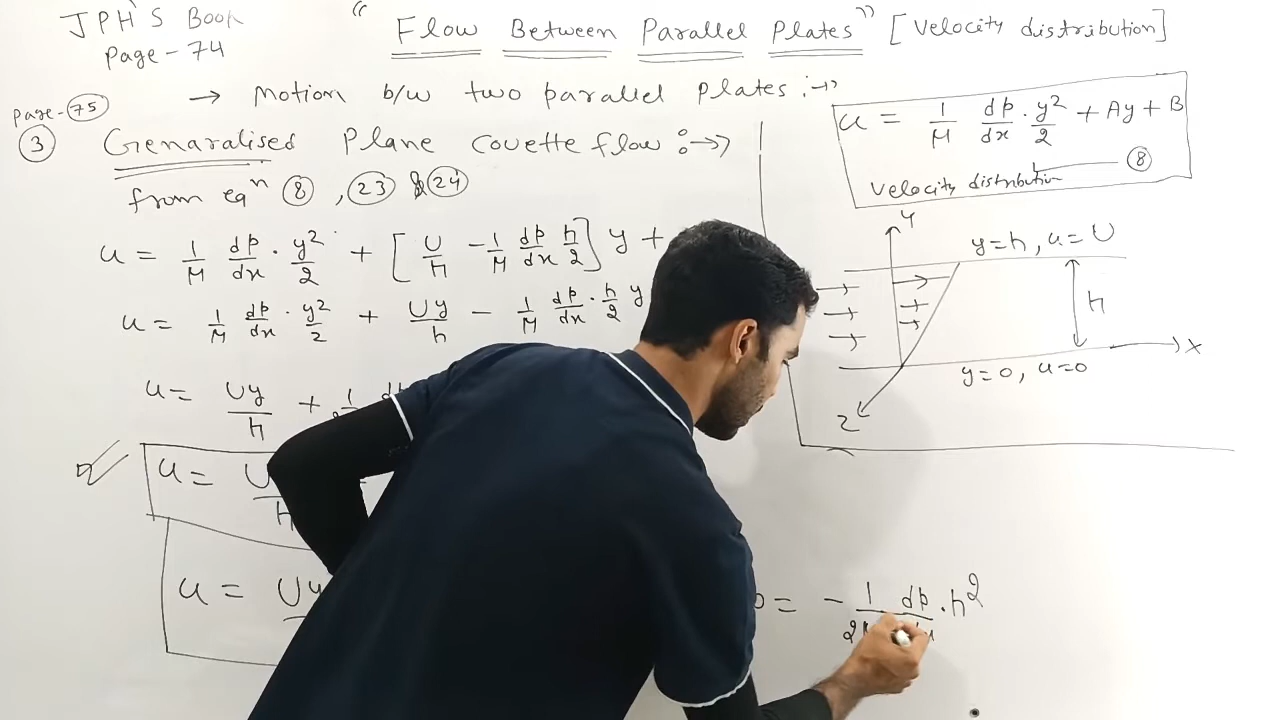 JPH'S Book
page-74
"Flow Between Parallel Plates" [Velocity distribution]
→ Motion b/w two parallel plates :→
page-75
3 Genaralised Plane Couette flow :→
from eqⁿ 8, 23 & 24
u = 1/μ dp/dx · y²/2 + [U/h - 1/μ dp/dx h/2] y +
u = 1/μ dp/dx · y²/2 + Uy/h - 1/μ dp/dx · h/2 y
u = Uy/h + 1/2
u = U/h
u = Uy
= - 1/2μ dp/dx · h²
u = 1/μ dp/dx · y²/2 + Ay + B
8
Velocity distribution
y
y=h, u=U
h
x
y=0, u=0
z